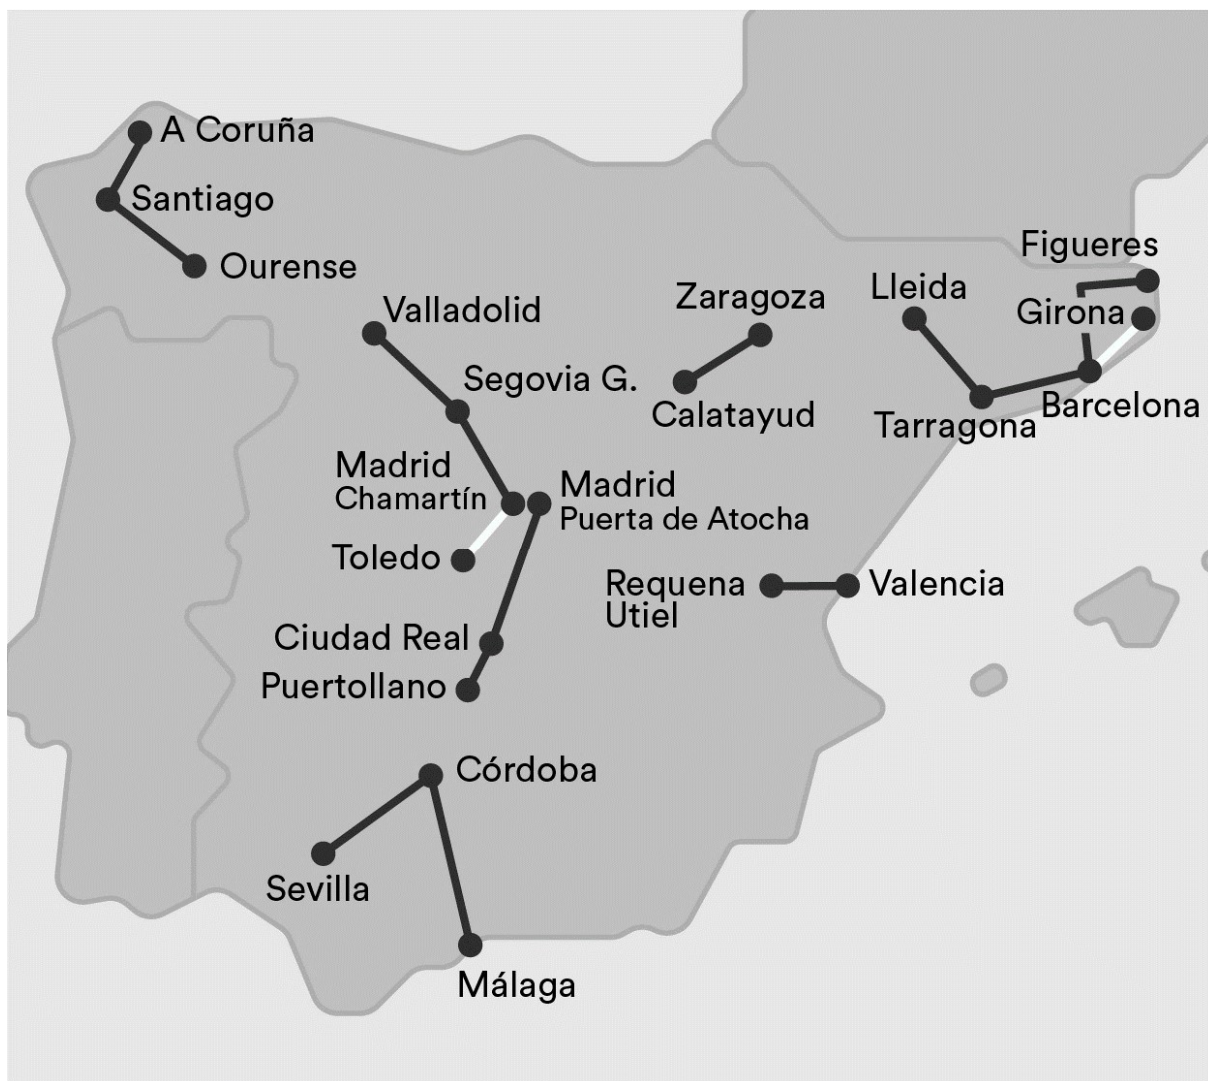 A Coruña
Santiago
Ourense
Figueres
Lleida
Zaragoza
Girona
Valladolid
Segovia G.
Calatayud
Barcelona
Tarragona
Madrid
Chamartín
Madrid
Puerta de Atocha
Toledo
Requena
Utiel
Valencia
Ciudad Real
Puertollano
Córdoba
Sevilla
Málaga